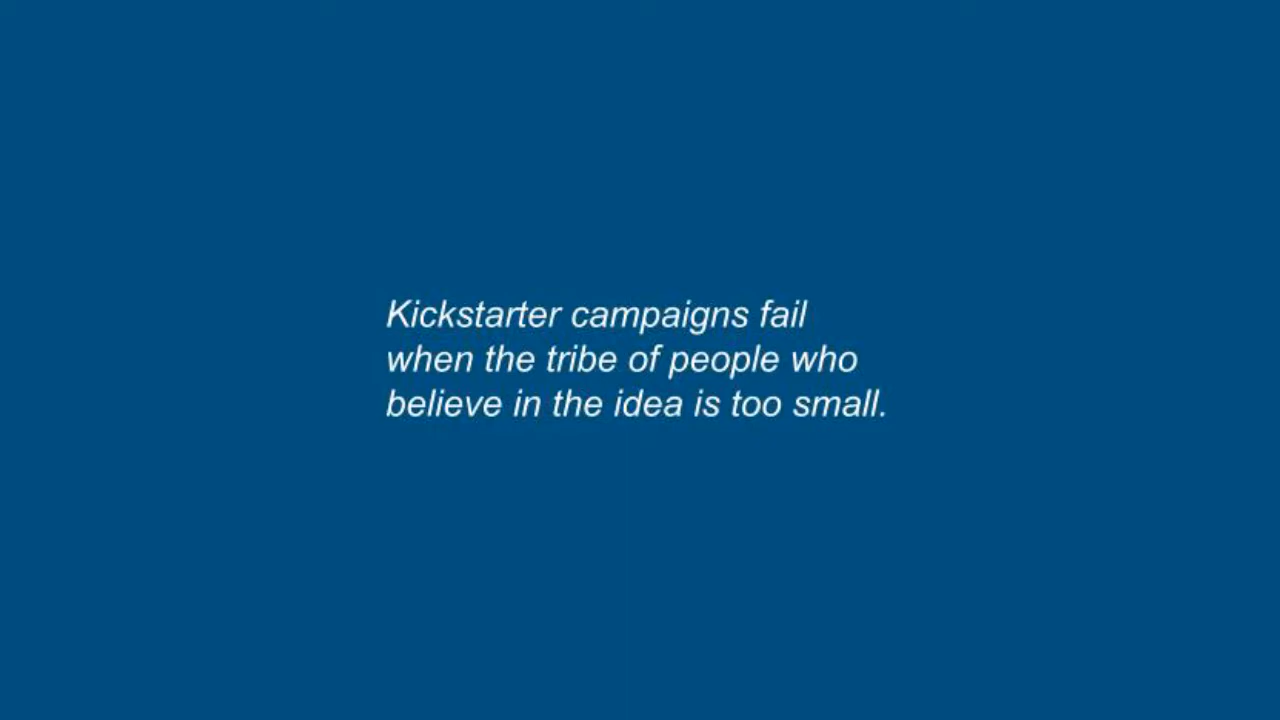 Kickstarter campaigns fail
when the tribe of people who
believe in the idea is too small.